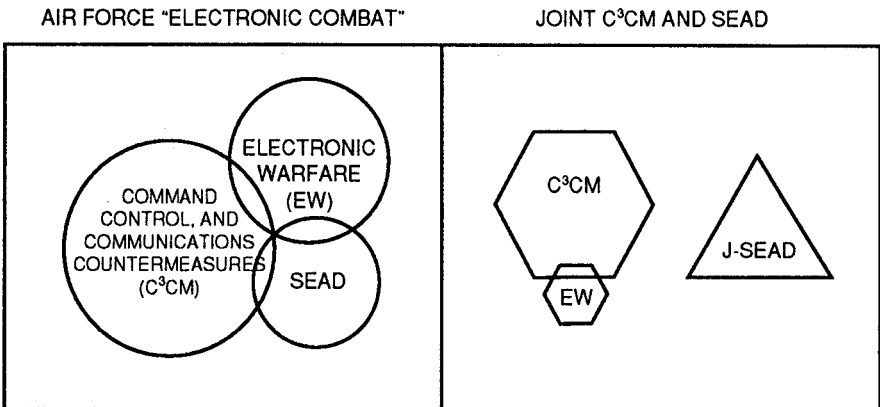 AIR FORCE "ELECTRONIC COMBAT"
JOINT C³CM AND SEAD
ELECTRONIC
WARFARE
(EW)
COMMAND
CONTROL, AND
COMMUNICATIONS
COUNTERMEASURES
(C³CM)
SEAD
C³CM
EW
J-SEAD